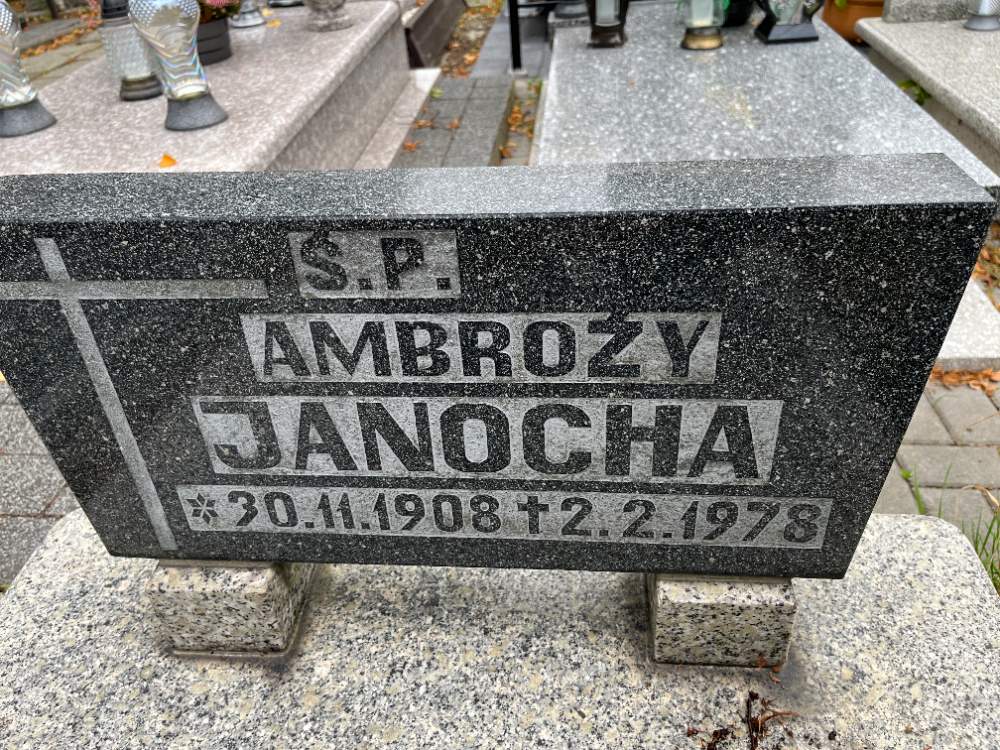 Ś.P.
AMBROŻY
JANOCHA
*30.11.1908 †2.2.1978